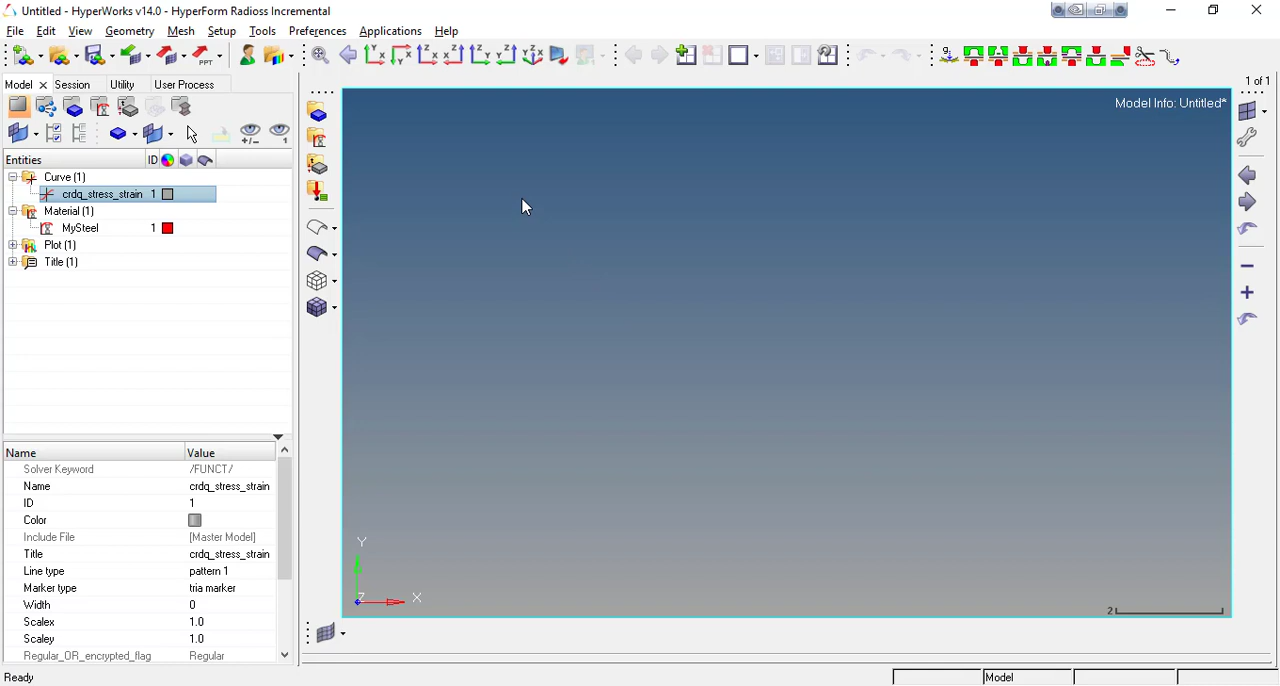 Untitled - HyperWorks v14.0 - HyperForm Radioss Incremental
File Edit View Geometry Mesh Setup Tools Preferences Applications Help
Model Session Utility User Process
1 of 1
Model Info: Untitled*
Entities ID
Curve (1)
crdq_stress_strain 1
Material (1)
MySteel 1
Plot (1)
Title (1)
Name Value
Solver Keyword /FUNCT/
Name crdq_stress_strain
ID 1
Color
Include File [Master Model]
Title crdq_stress_strain
Line type pattern 1
Marker type tria marker
Width 0
Scalex 1.0
Scaley 1.0
Regular_OR_encrypted_flag Regular
Y
Z X
2
Ready Model